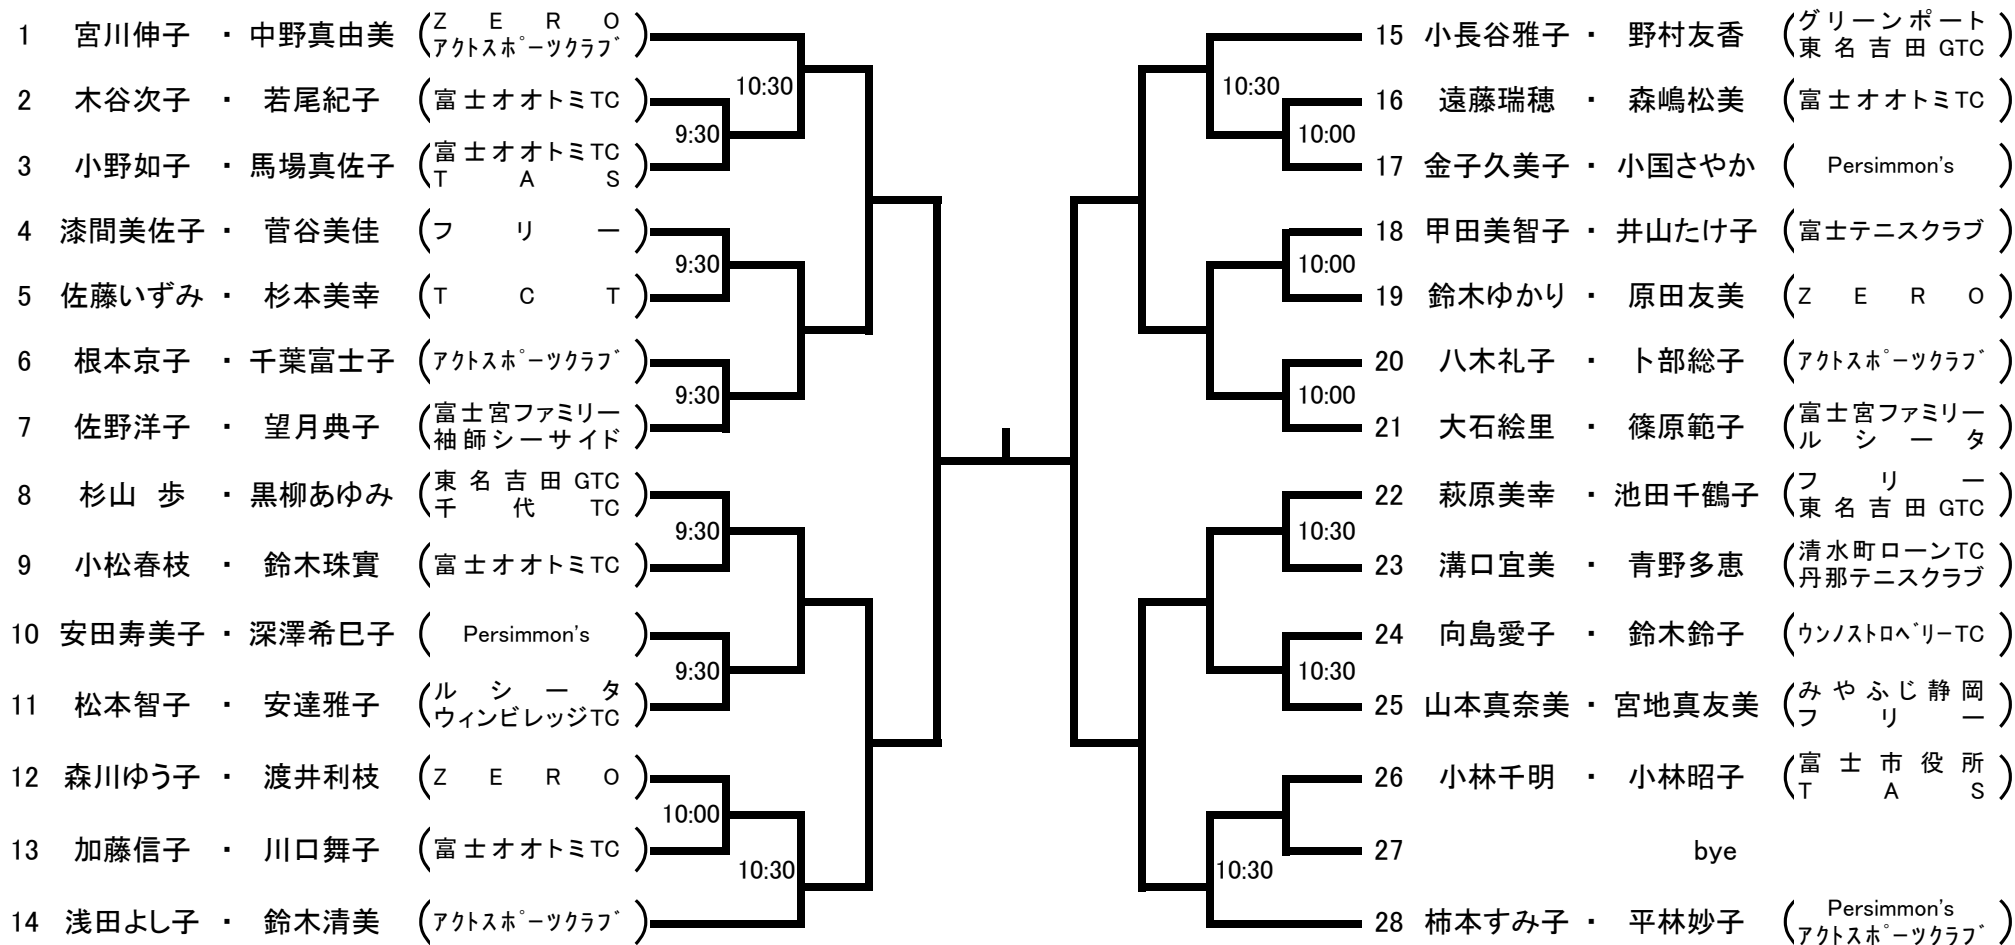 1 宮川伸子 ・ 中野真由美 (ＺＥＲＯ
ｱｸﾄｽﾎﾟｰﾂｸﾗﾌﾞ)
10:30
2 木谷次子 ・ 若尾紀子 (富士オオトミTC)
9:30
3 小野如子 ・ 馬場真佐子 (富士オオトミTC
T A S)
4 漆間美佐子 ・ 菅谷美佳 (フリー)
9:30
5 佐藤いずみ ・ 杉本美幸 (T C T)
6 根本京子 ・ 千葉富士子 (ｱｸﾄｽﾎﾟｰﾂｸﾗﾌﾞ)
9:30
7 佐野洋子 ・ 望月典子 (富士宮ファミリー
袖師シーサイド)
8 杉山 歩 ・ 黒柳あゆみ (東名吉田GTC
千代TC)
9:30
9 小松春枝 ・ 鈴木珠實 (富士オオトミTC)
10 安田寿美子 ・ 深澤希巳子 (Persimmon's)
9:30
11 松本智子 ・ 安達雅子 (ルシータ
ウィンビレッジTC)
12 森川ゆう子 ・ 渡井利枝 (Z E R O)
10:00
13 加藤信子 ・ 川口舞子 (富士オオトミTC)
10:30
14 浅田よし子 ・ 鈴木清美 (ｱｸﾄｽﾎﾟｰﾂｸﾗﾌﾞ)
15 小長谷雅子 ・ 野村友香 (グリーンポート
東名吉田GTC)
10:30
16 遠藤瑞穂 ・ 森嶋松美 (富士オオトミTC)
10:00
17 金子久美子 ・ 小国さやか (Persimmon's)
18 甲田美智子 ・ 井山たけ子 (富士テニスクラブ)
10:00
19 鈴木ゆかり ・ 原田友美 (Z E R O)
20 八木礼子 ・ 卜部総子 (ｱｸﾄｽﾎﾟｰﾂｸﾗﾌﾞ)
10:00
21 大石絵里 ・ 篠原範子 (富士宮ファミリー
ルシータ)
22 萩原美幸 ・ 池田千鶴子 (フリー
東名吉田GTC)
10:30
23 溝口宜美 ・ 青野多恵 (清水町ローンTC
丹那テニスクラブ)
24 向島愛子 ・ 鈴木鈴子 (ｳﾝﾉｽﾄﾛﾍﾞﾘｰTC)
10:30
25 山本真奈美 ・ 宮地真友美 (みやふじ静岡
フリー)
26 小林千明 ・ 小林昭子 (富士市役所
T A S)
27 bye
10:30
28 柿本すみ子 ・ 平林妙子 (Persimmon's
ｱｸﾄｽﾎﾟｰﾂｸﾗﾌﾞ)